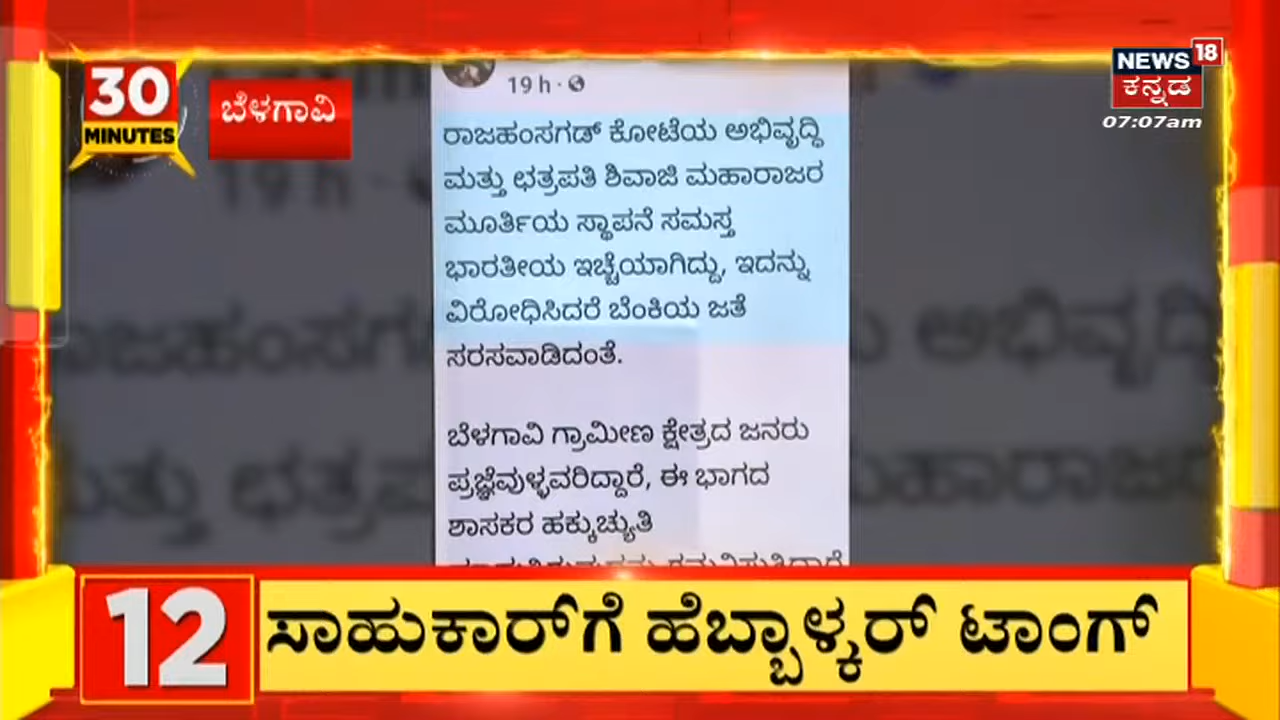 30
MINUTES
ಬೆಳಗಾವಿ
NEWS 18
ಕನ್ನಡ
07:07am
19 h ·
ರಾಜಹಂಸಗಡ್ ಕೋಟೆಯ ಅಭಿವೃದ್ಧಿ
ಮತ್ತು ಛತ್ರಪತಿ ಶಿವಾಜಿ ಮಹಾರಾಜರ
ಮೂರ್ತಿಯ ಸ್ಥಾಪನೆ ಸಮಸ್ತ
ಭಾರತೀಯ ಇಚ್ಛೆಯಾಗಿದ್ದು, ಇದನ್ನು
ವಿರೋಧಿಸಿದರೆ ಬೆಂಕಿಯ ಜತೆ
ಸರಸವಾಡಿದಂತೆ.
ಬೆಳಗಾವಿ ಗ್ರಾಮೀಣ ಕ್ಷೇತ್ರದ ಜನರು
ಪ್ರಜ್ಞೆವುಳ್ಳವರಿದ್ದಾರೆ, ಈ ಭಾಗದ
ಶಾಸಕರ ಹಕ್ಕುಚ್ಯುತಿ
12
ಸಾಹುಕಾರ್‌ಗೆ ಹೆಬ್ಬಾಳ್ಕರ್ ಟಾಂಗ್